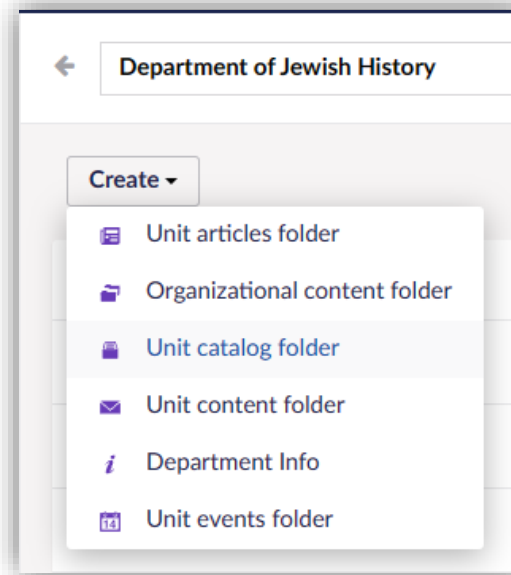 Department of Jewish History
Create
Unit articles folder
Organizational content folder
Unit catalog folder
Unit content folder
Department Info
14
Unit events folder